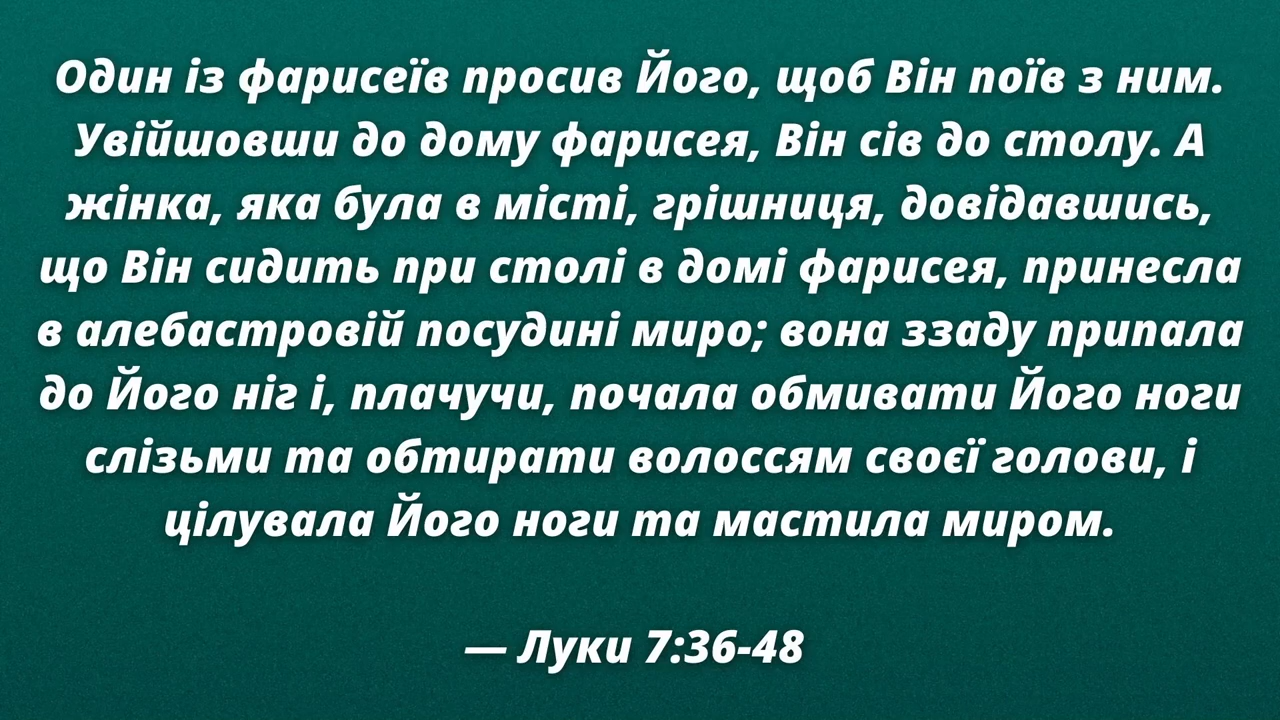 Один із фарисеїв просив Його, щоб Він поїв з ним.
Увійшовши до дому фарисея, Він сів до столу. А
жінка, яка була в місті, грішниця, довідавшись,
що Він сидить при столі в домі фарисея, принесла
в алебастровій посудині миро; вона ззаду припала
до Його ніг і, плачучи, почала обмивати Його ноги
слізьми та обтирати волоссям своєї голови, і
цілувала Його ноги та мастила миром.
— Луки 7:36-48